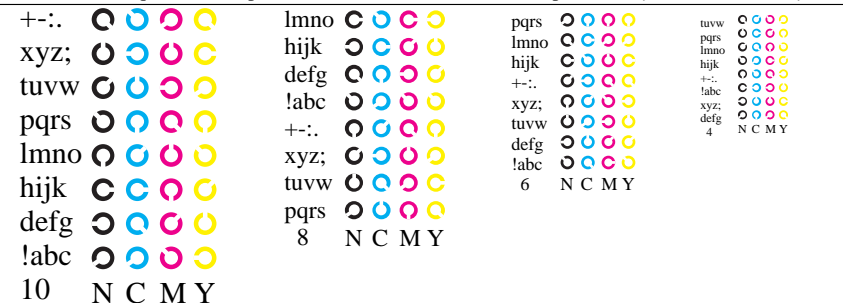 +-:.
xyz;
tuvw
pqrs
lmno
hijk
defg
!abc
10 N C M Y
lmno
hijk
defg
!abc
+-:.
xyz;
tuvw
pqrs
8 N C M Y
pqrs
lmno
hijk
+-:.
xyz;
tuvw
defg
!abc
6 N C M Y
tuvw
pqrs
lmno
hijk
+-:.
!abc
xyz;
defg
4 N C M Y